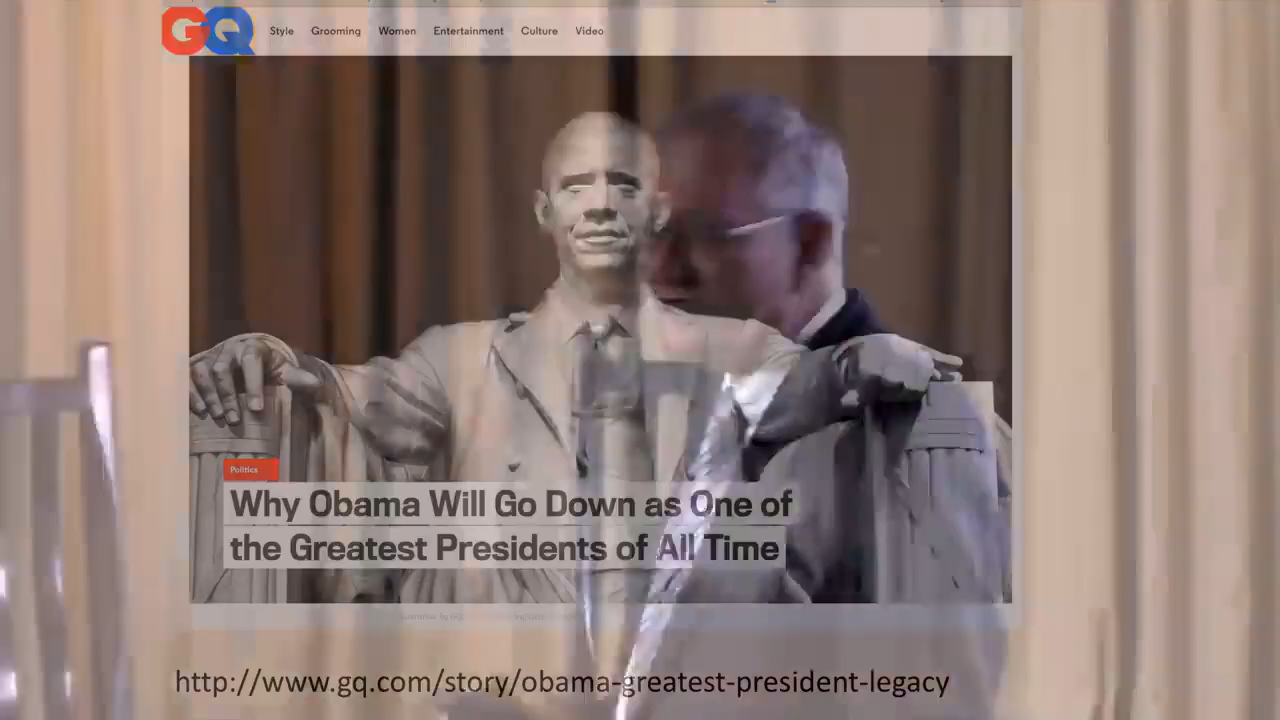 GQ Style Grooming Women Entertainment Culture Video
Politics
Why Obama Will Go Down as One of
the Greatest Presidents of All Time
http://www.gq.com/story/obama-greatest-president-legacy